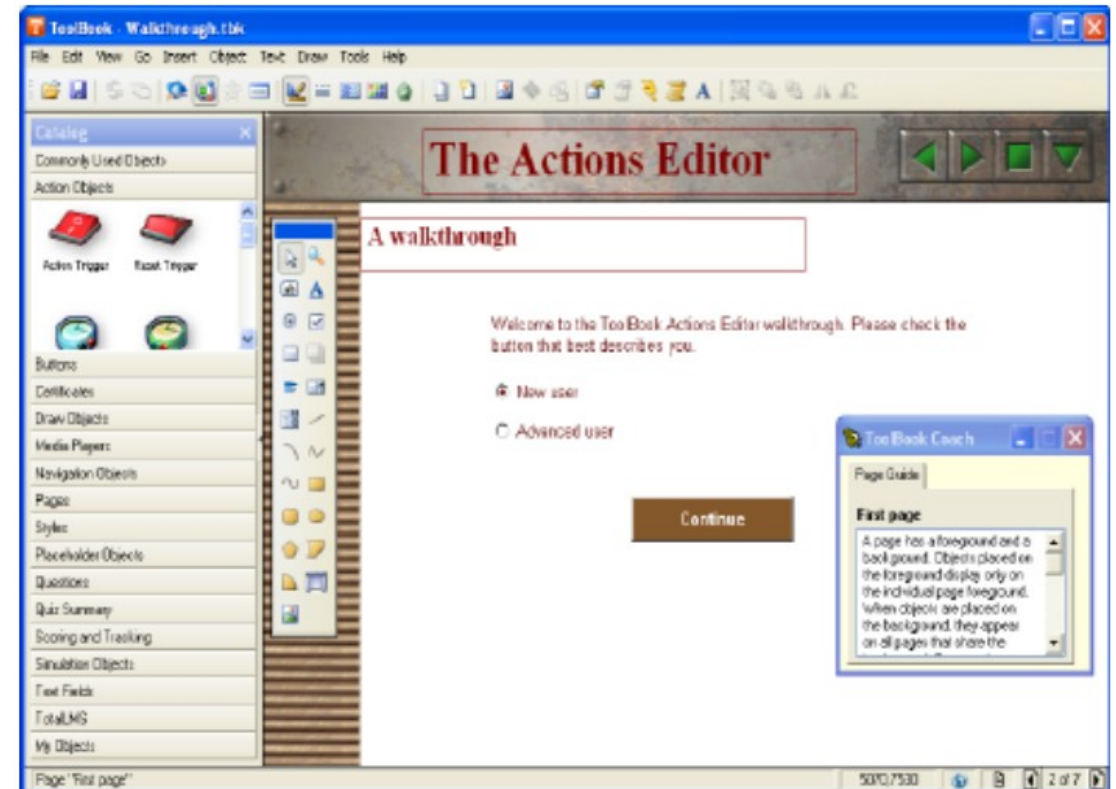 ToolBook - Walkthrough.tbk
File Edit View Go Insert Object Text Draw Tools Help
Catalog
Commonly Used Objects
Action Objects
Action Trigger Reset Trigger
Buttons
Certificates
Draw Objects
Media Players
Navigation Objects
Pages
Styles
Placeholder Objects
Questions
Quiz Summary
Scoring and Tracking
Simulation Objects
Text Fields
TotalLMS
My Objects
The Actions Editor
A walkthrough
Welcome to the ToolBook Actions Editor walkthrough. Please check the
button that best describes you.
New user
Advanced user
Continue
ToolBook Coach
Page Guide
First page
A page has a foreground and a
background. Objects placed on
the foreground display only on
the individual page foreground.
When objects are placed on
the background, they appear
on all pages that share the
Page "First page"
5070,7530
2 of 7